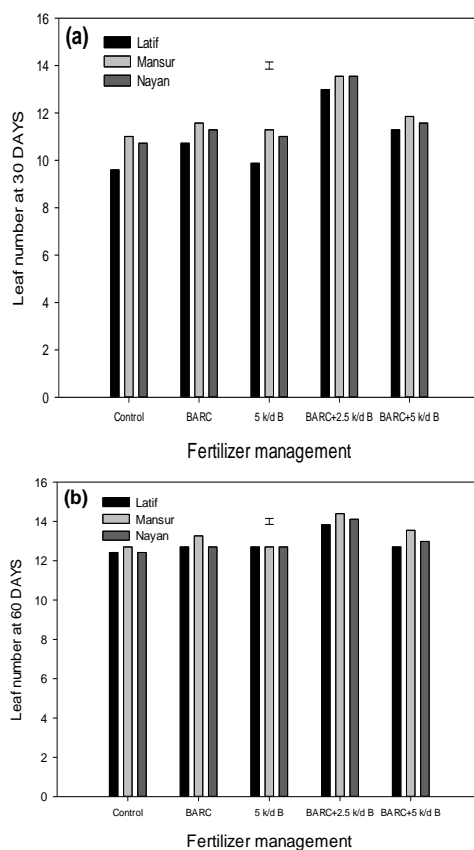 (a)
Latif
Mansur
Nayan
16
14
12
10
8
6
4
2
0
Leaf number at 30 DAYS
Control BARC 5 k/d B BARC+2.5 k/d B BARC+5 k/d B
Fertilizer management
(b)
Latif
Mansur
Nayan
16
14
12
10
8
6
4
2
0
Leaf number at 60 DAYS
Control BARC 5 k/d B BARC+2.5 k/d B BARC+5 k/d B
Fertilizer management